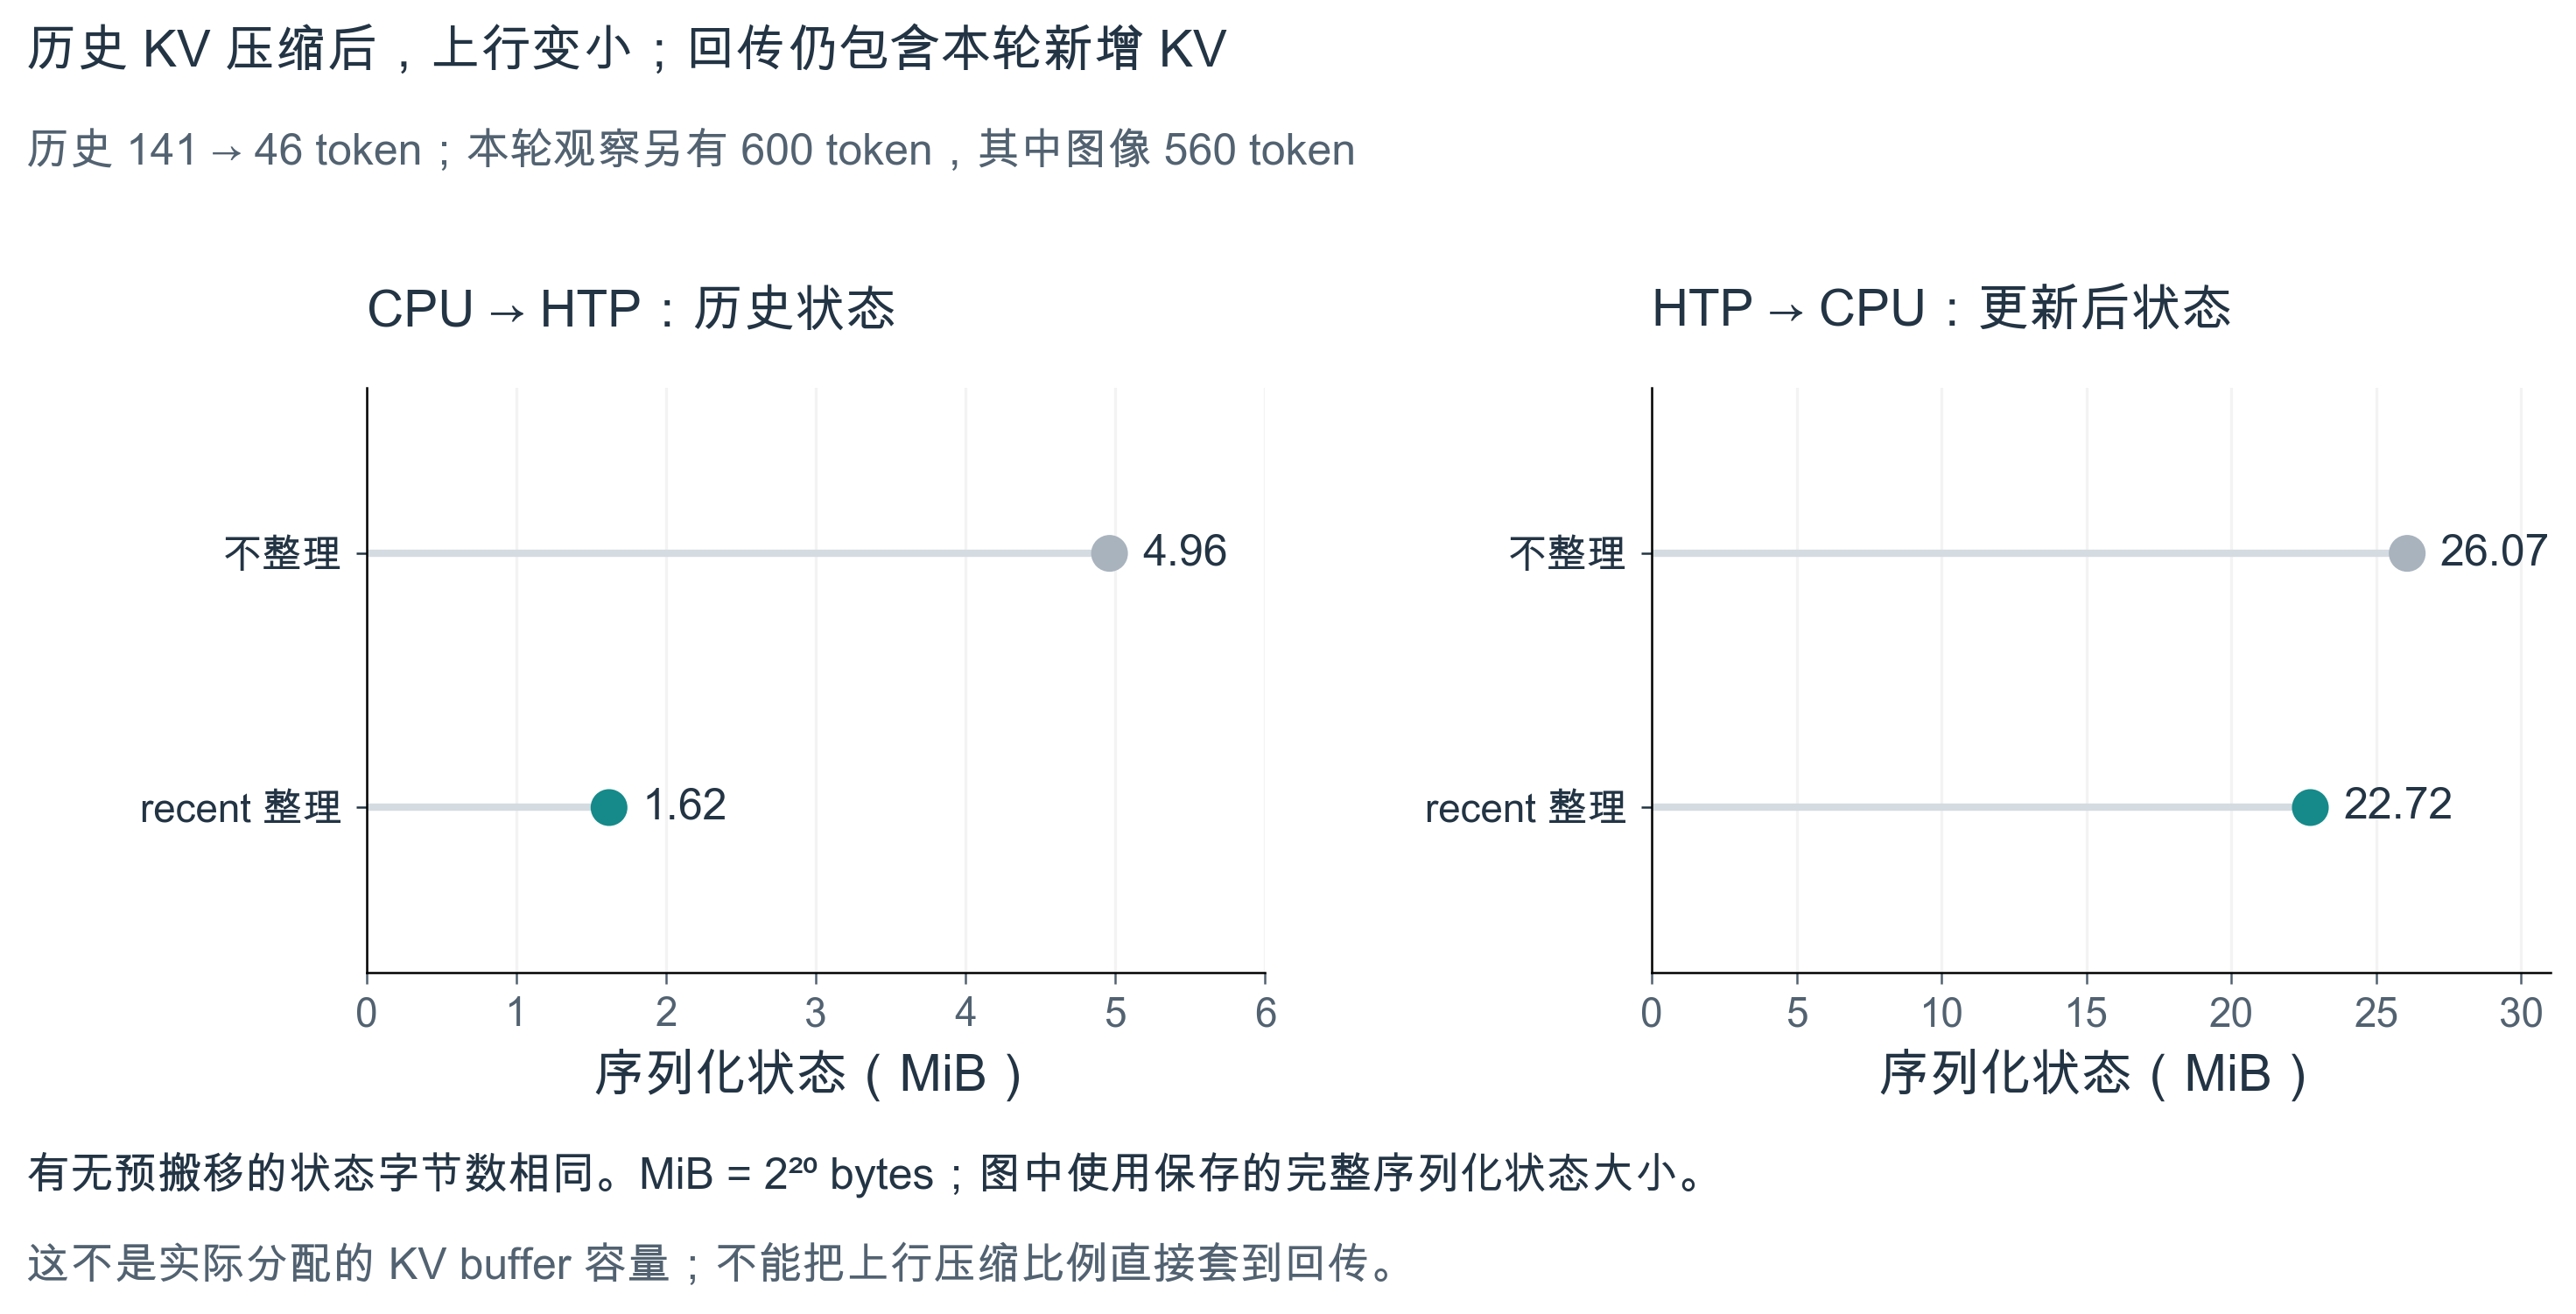 历史 KV 压缩后，上行变小；回传仍包含本轮新增 KV
历史 141 → 46 token；本轮观察另有 600 token，其中图像 560 token
CPU → HTP：历史状态
不整理
4.96
recent 整理
1.62
0 1 2 3 4 5 6
序列化状态（MiB）
HTP → CPU：更新后状态
不整理
26.07
recent 整理
22.72
0 5 10 15 20 25 30
序列化状态（MiB）
有无预搬移的状态字节数相同。MiB = 2²⁰ bytes；图中使用保存的完整序列化状态大小。
这不是实际分配的 KV buffer 容量；不能把上行压缩比例直接套到回传。